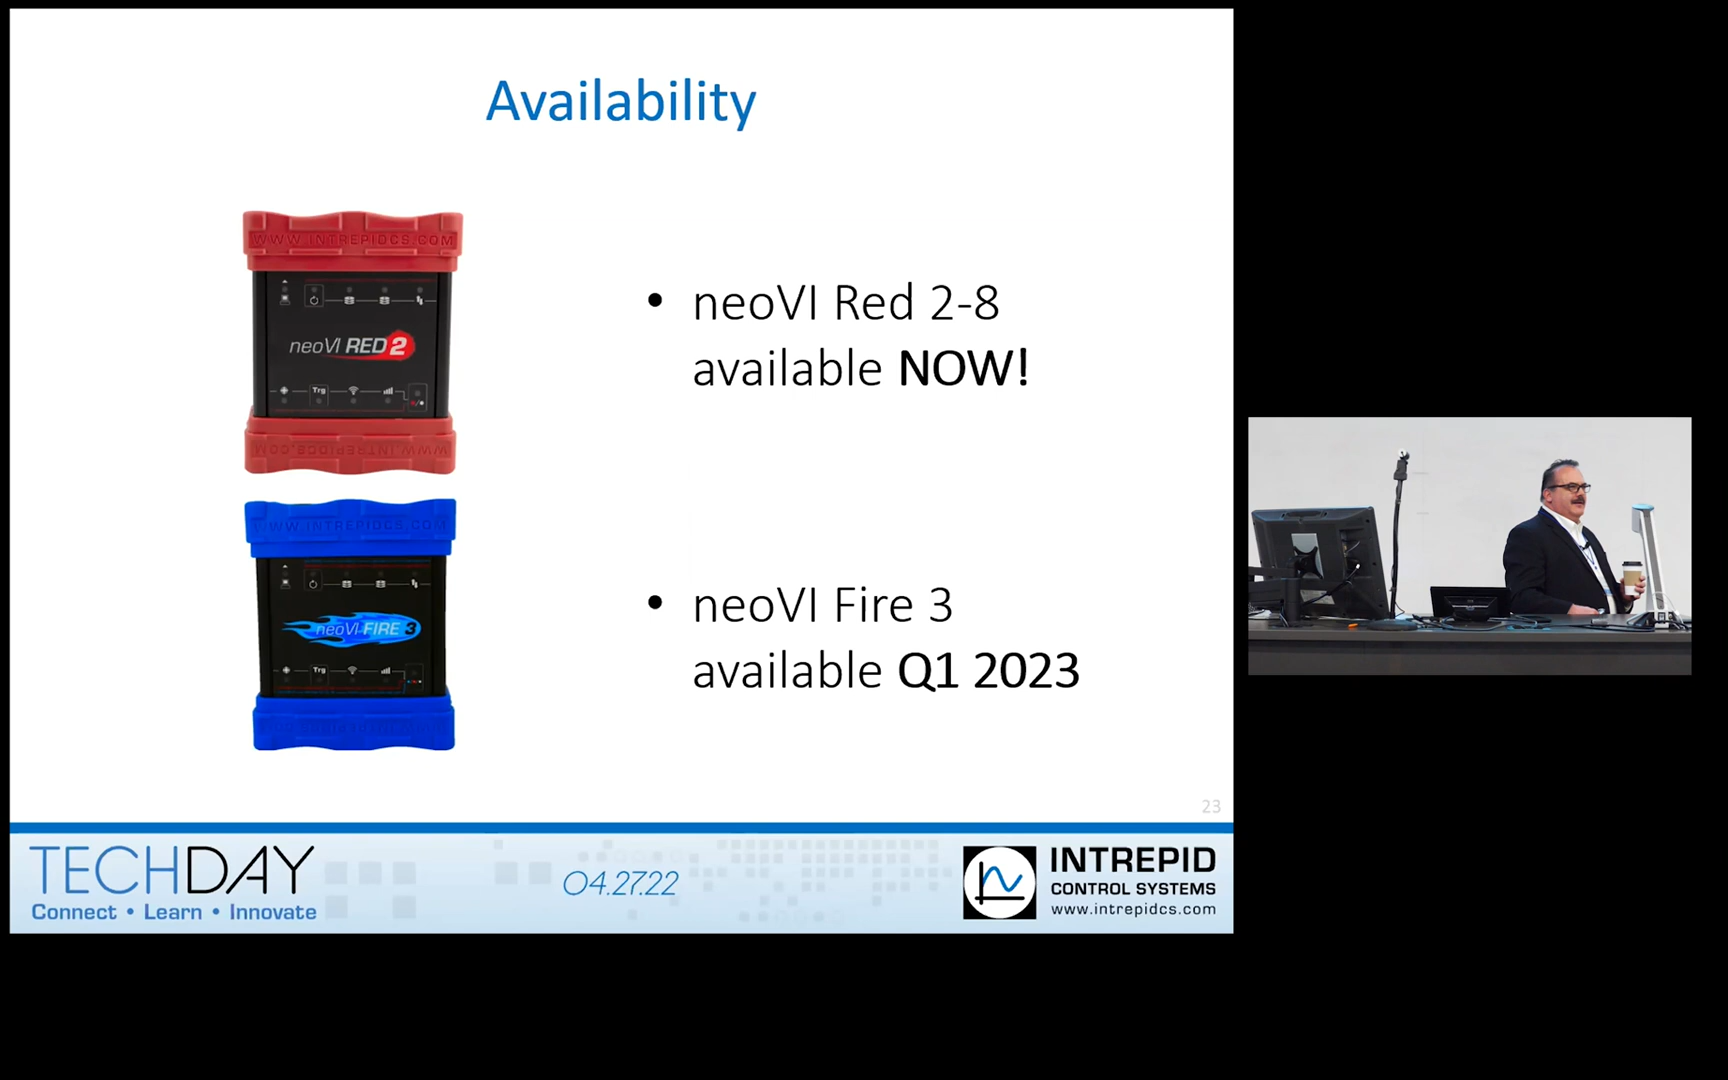 Availability
WWW.INTREPIDCS.COM
neoVI RED 2
Trg
WWW.INTREPIDCS.COM
• neoVI Red 2-8
available NOW!
WWW.INTREPIDCS.COM
neoVI FIRE 3
Trg
• neoVI Fire 3
available Q1 2023
23
TECHDAY
Connect • Learn • Innovate
04.27.22
INTREPID
CONTROL SYSTEMS
www.intrepidcs.com